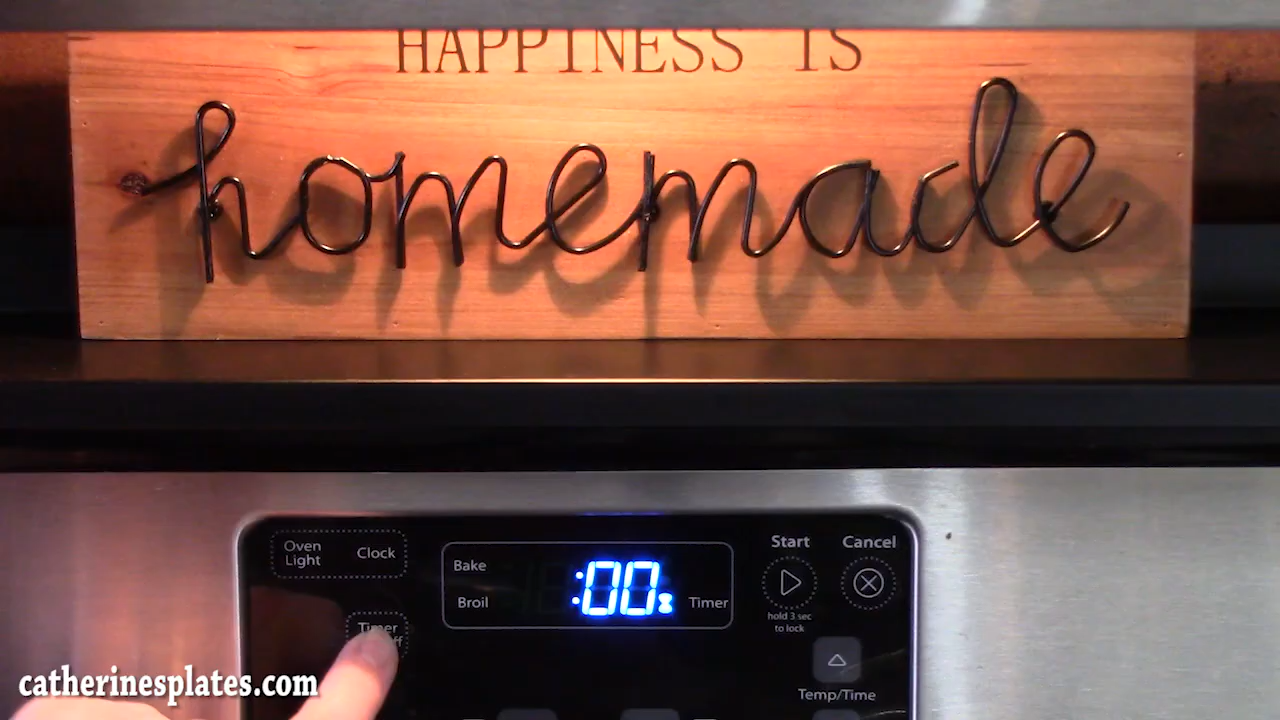 HAPPINESS IS
homemade
Oven Light
Clock
Bake
Broil
:00
Timer
Start
Cancel
hold 3 sec
to lock
Timer
Temp/Time
catherinesplates.com